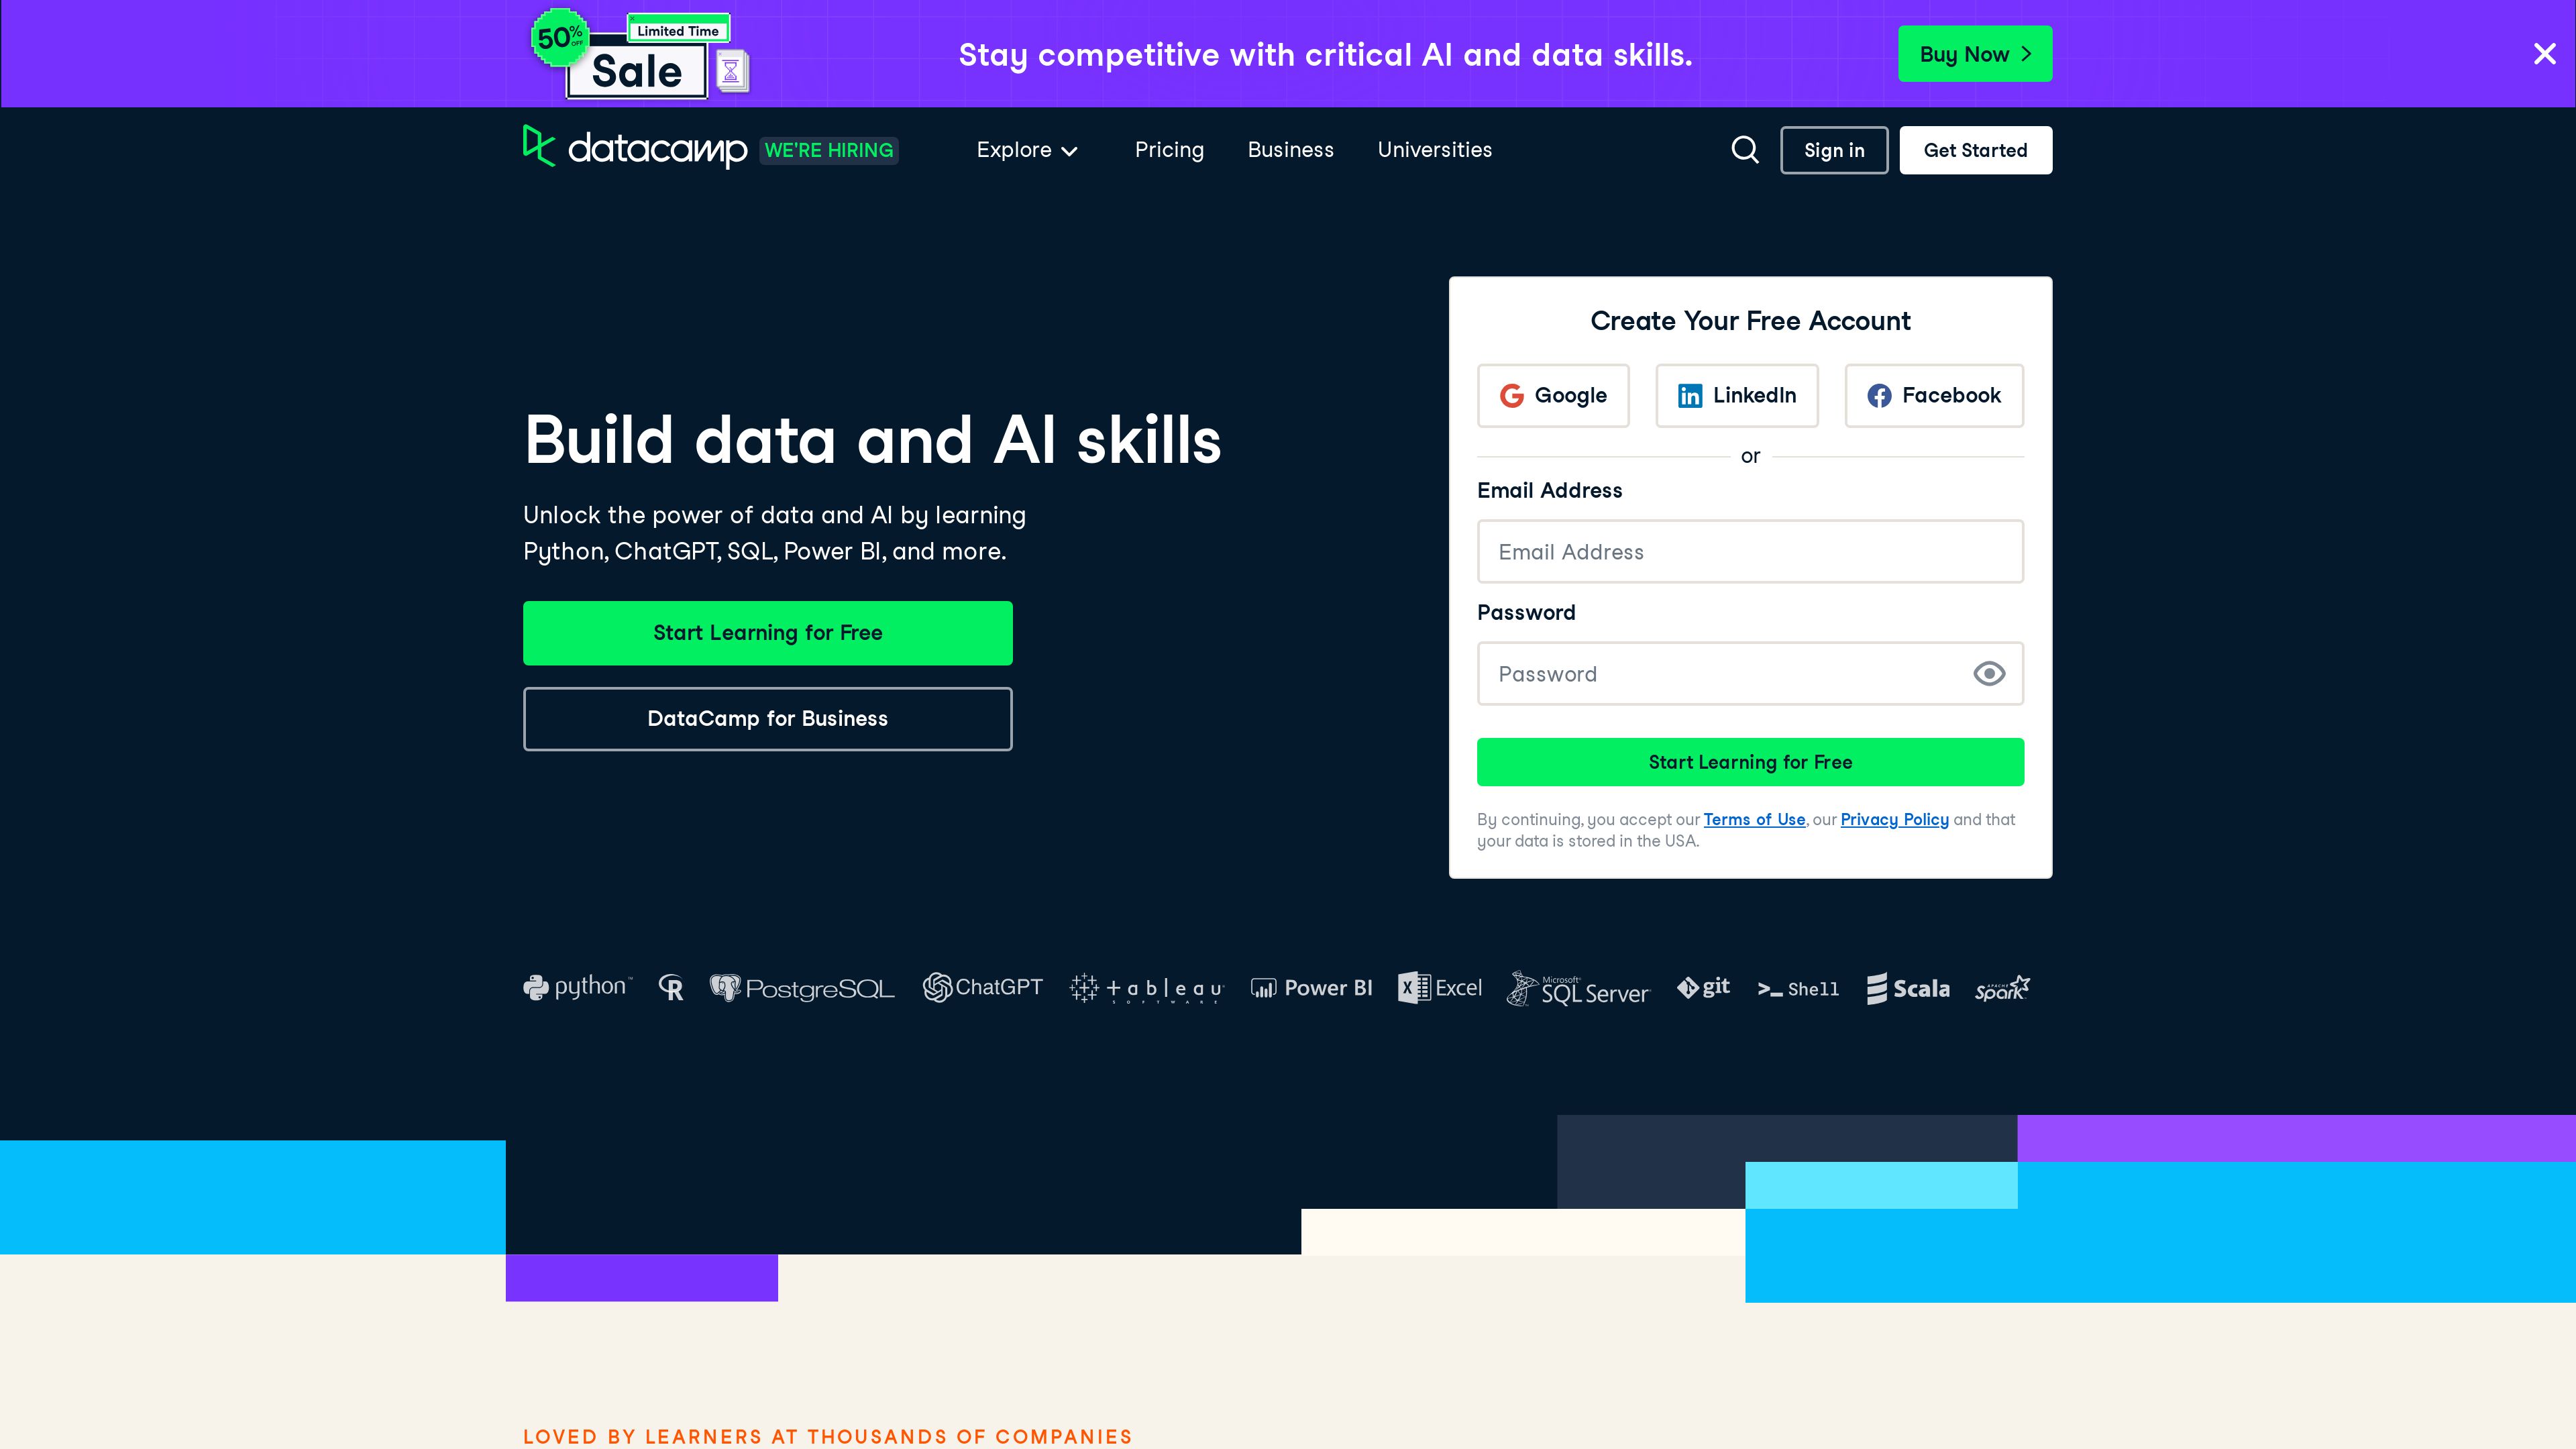 50% OFF
Limited Time
Sale
Stay competitive with critical AI and data skills.
Buy Now
datacamp
WE'RE HIRING
Explore
Pricing
Business
Universities
Sign in
Get Started
Build data and AI skills
Unlock the power of data and AI by learning
Python, ChatGPT, SQL, Power BI, and more.
Start Learning for Free
DataCamp for Business
Create Your Free Account
Google
LinkedIn
Facebook
or
Email Address
Email Address
Password
Password
Start Learning for Free
By continuing, you accept our Terms of Use, our Privacy Policy and that
your data is stored in the USA.
python™
R
PostgreSQL
ChatGPT
+ableau
SOFTWARE
Power BI
X Excel
Microsoft®
SQL Server
git
>_ Shell
Scala
APACHE
Spark
LOVED BY LEARNERS AT THOUSANDS OF COMPANIES